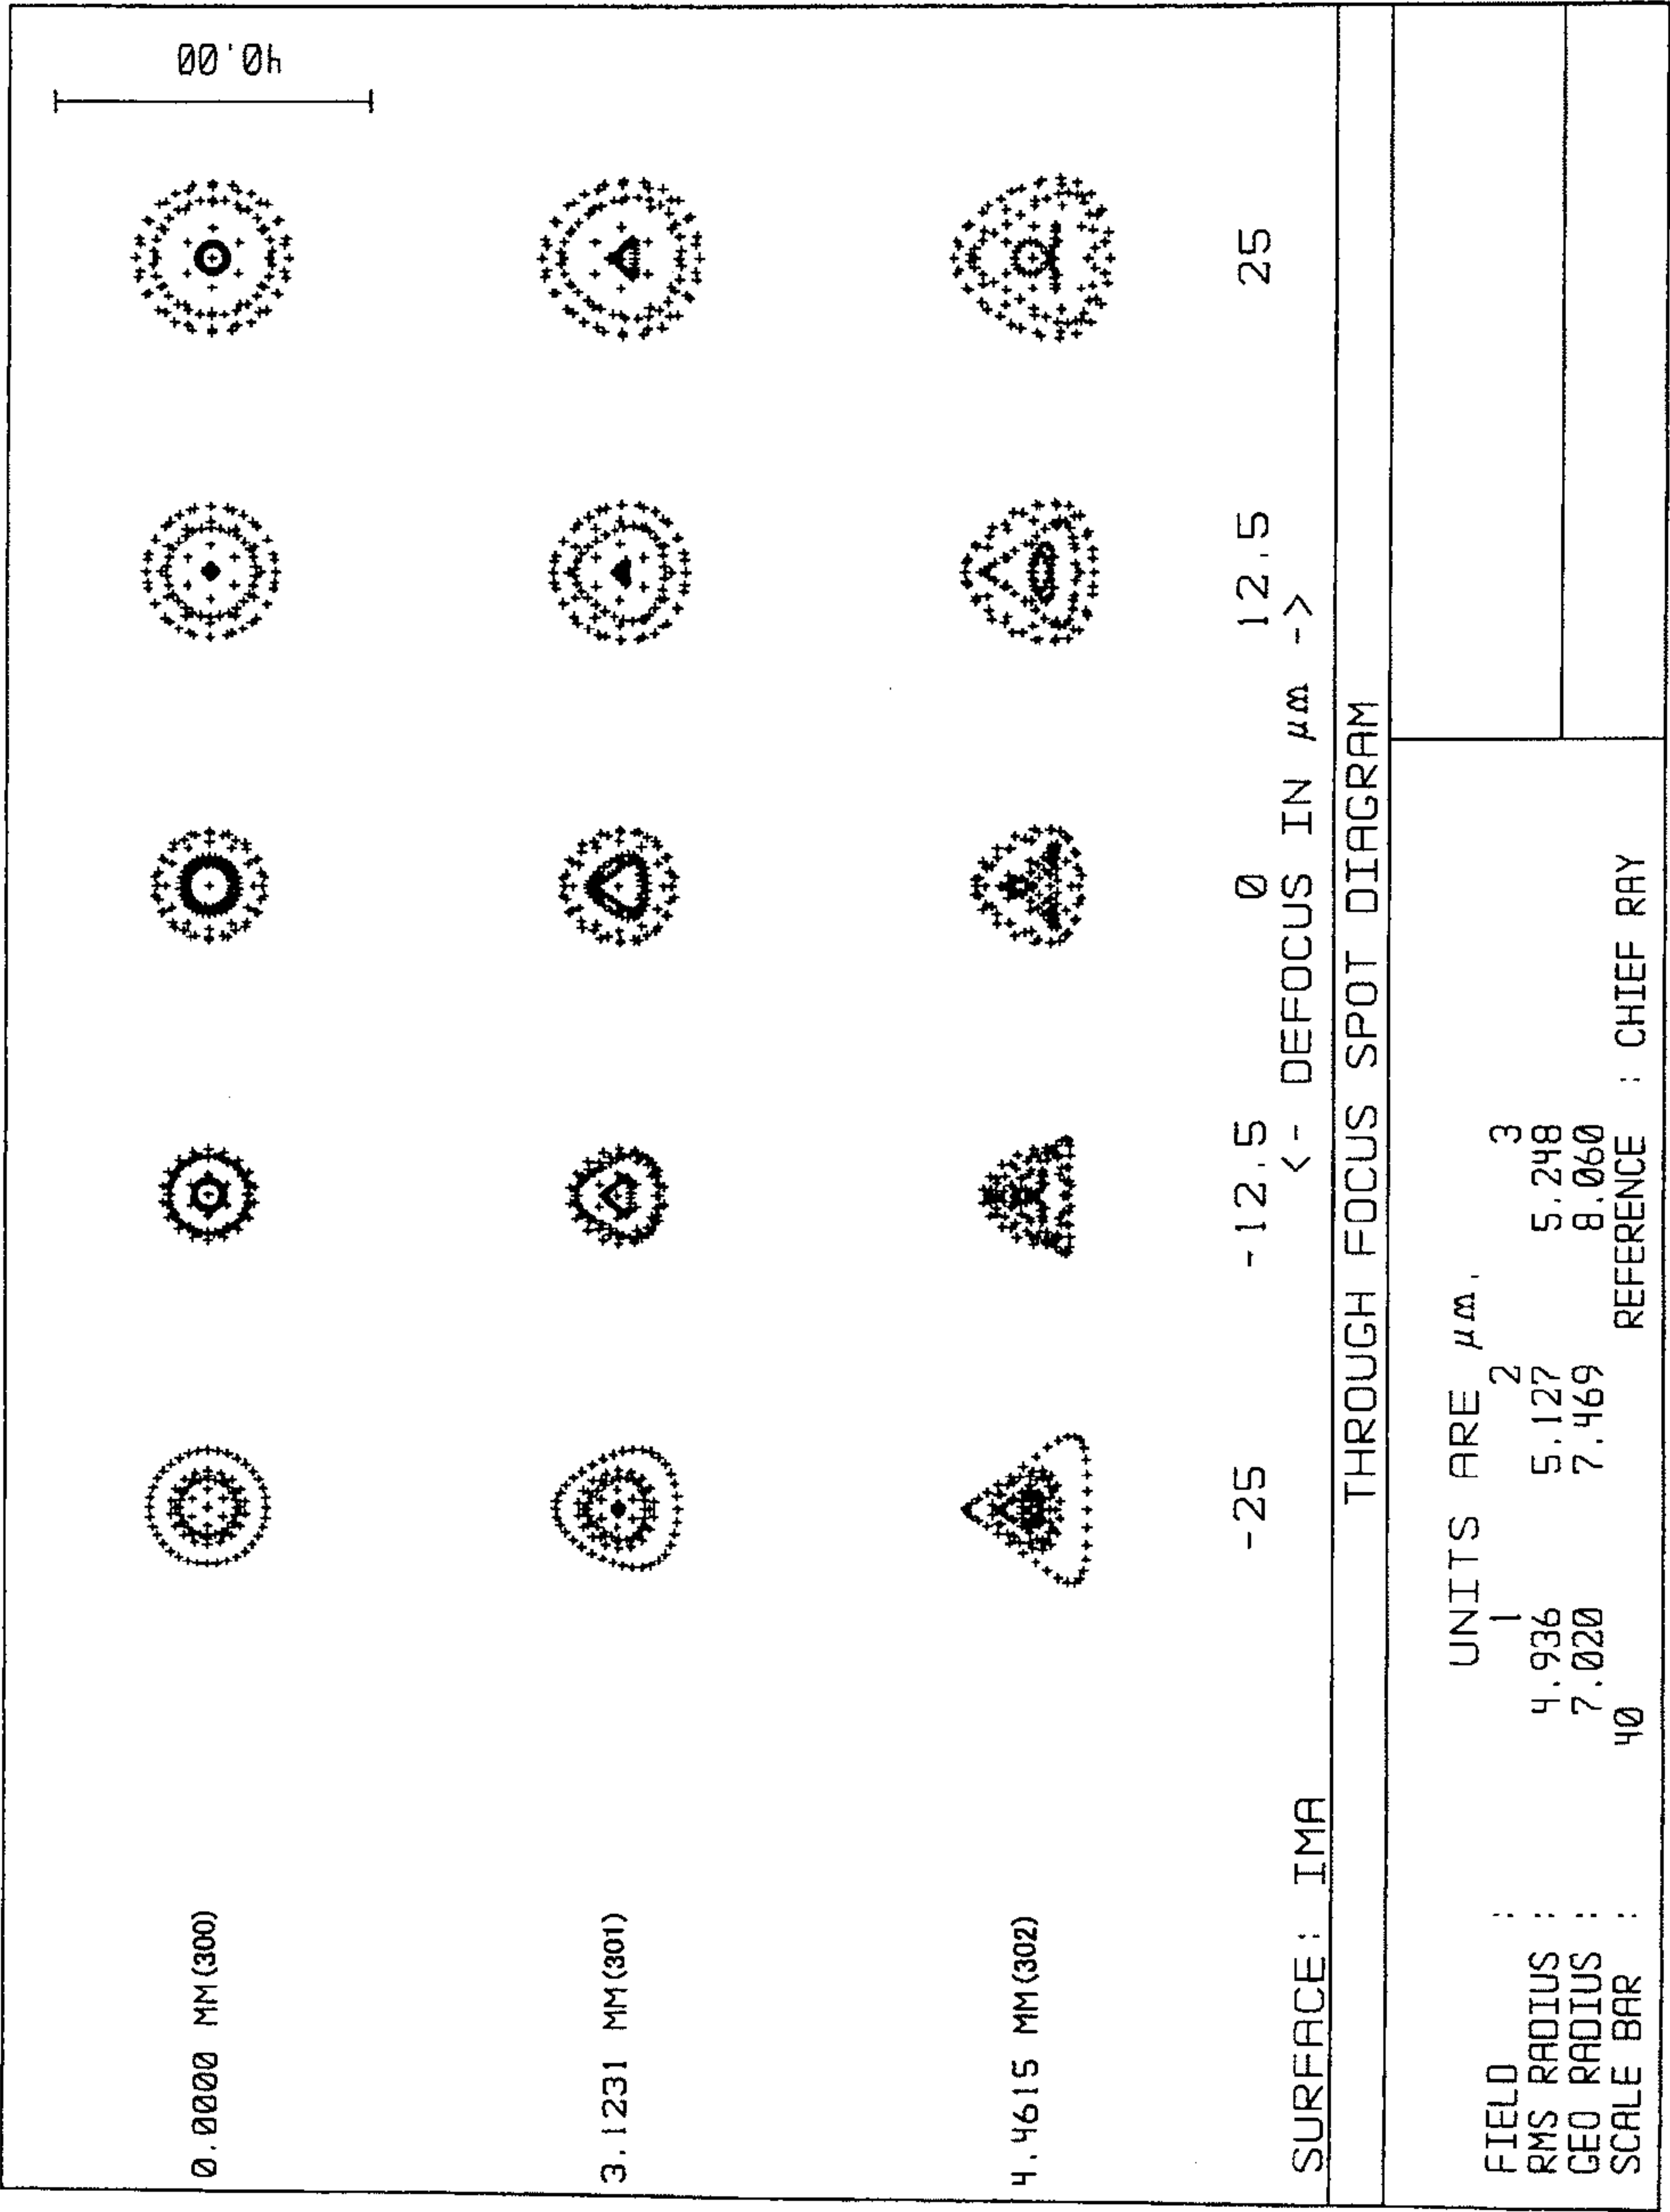 40.00
0.0000 MM(300)
3.1231 MM(301)
4.4615 MM(302)
-25 -12.5 0 12.5 25
SURFACE: IMA <- DEFOCUS IN µm ->
THROUGH FOCUS SPOT DIAGRAM
UNITS ARE µm.
FIELD : 1 2 3
RMS RADIUS : 4.936 5.127 5.248
GEO RADIUS : 7.020 7.469 8.060
SCALE BAR : 40 REFERENCE : CHIEF RAY